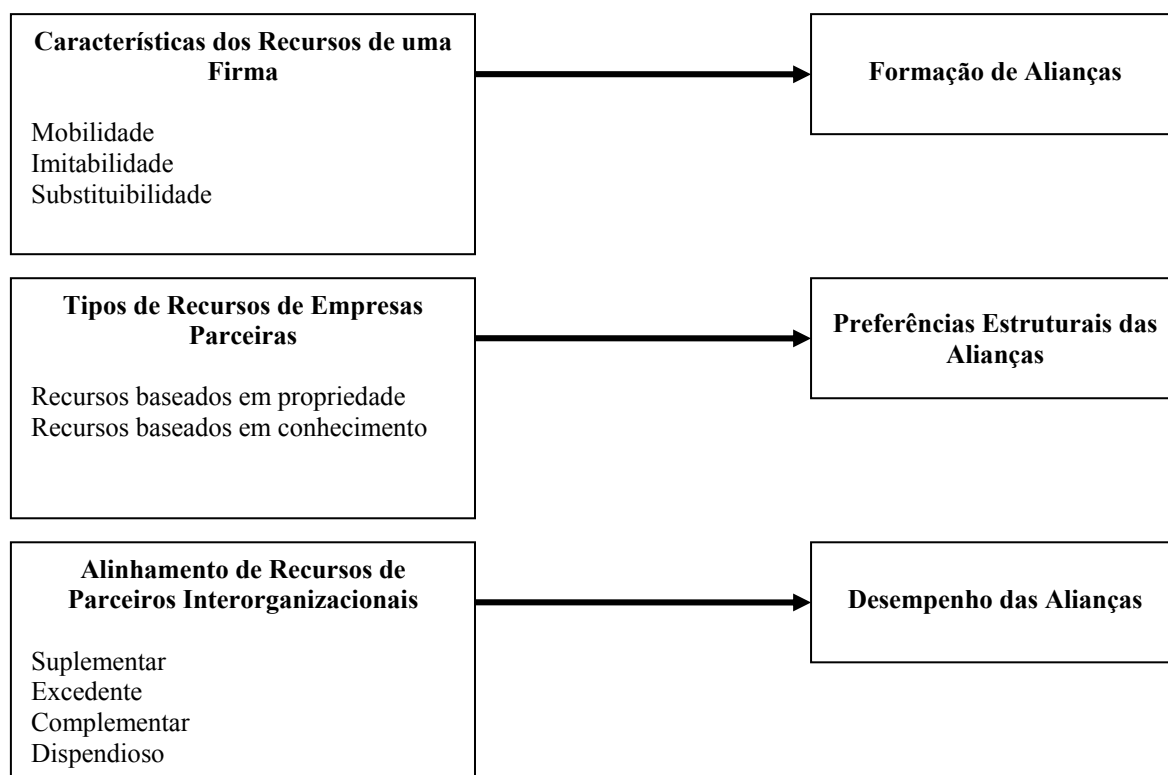 Características dos Recursos de uma
Firma
Mobilidade
Imitabilidade
Substituibilidade
Formação de Alianças
Tipos de Recursos de Empresas
Parceiras
Recursos baseados em propriedade
Recursos baseados em conhecimento
Preferências Estruturais das
Alianças
Alinhamento de Recursos de
Parceiros Interorganizacionais
Suplementar
Excedente
Complementar
Dispendioso
Desempenho das Alianças